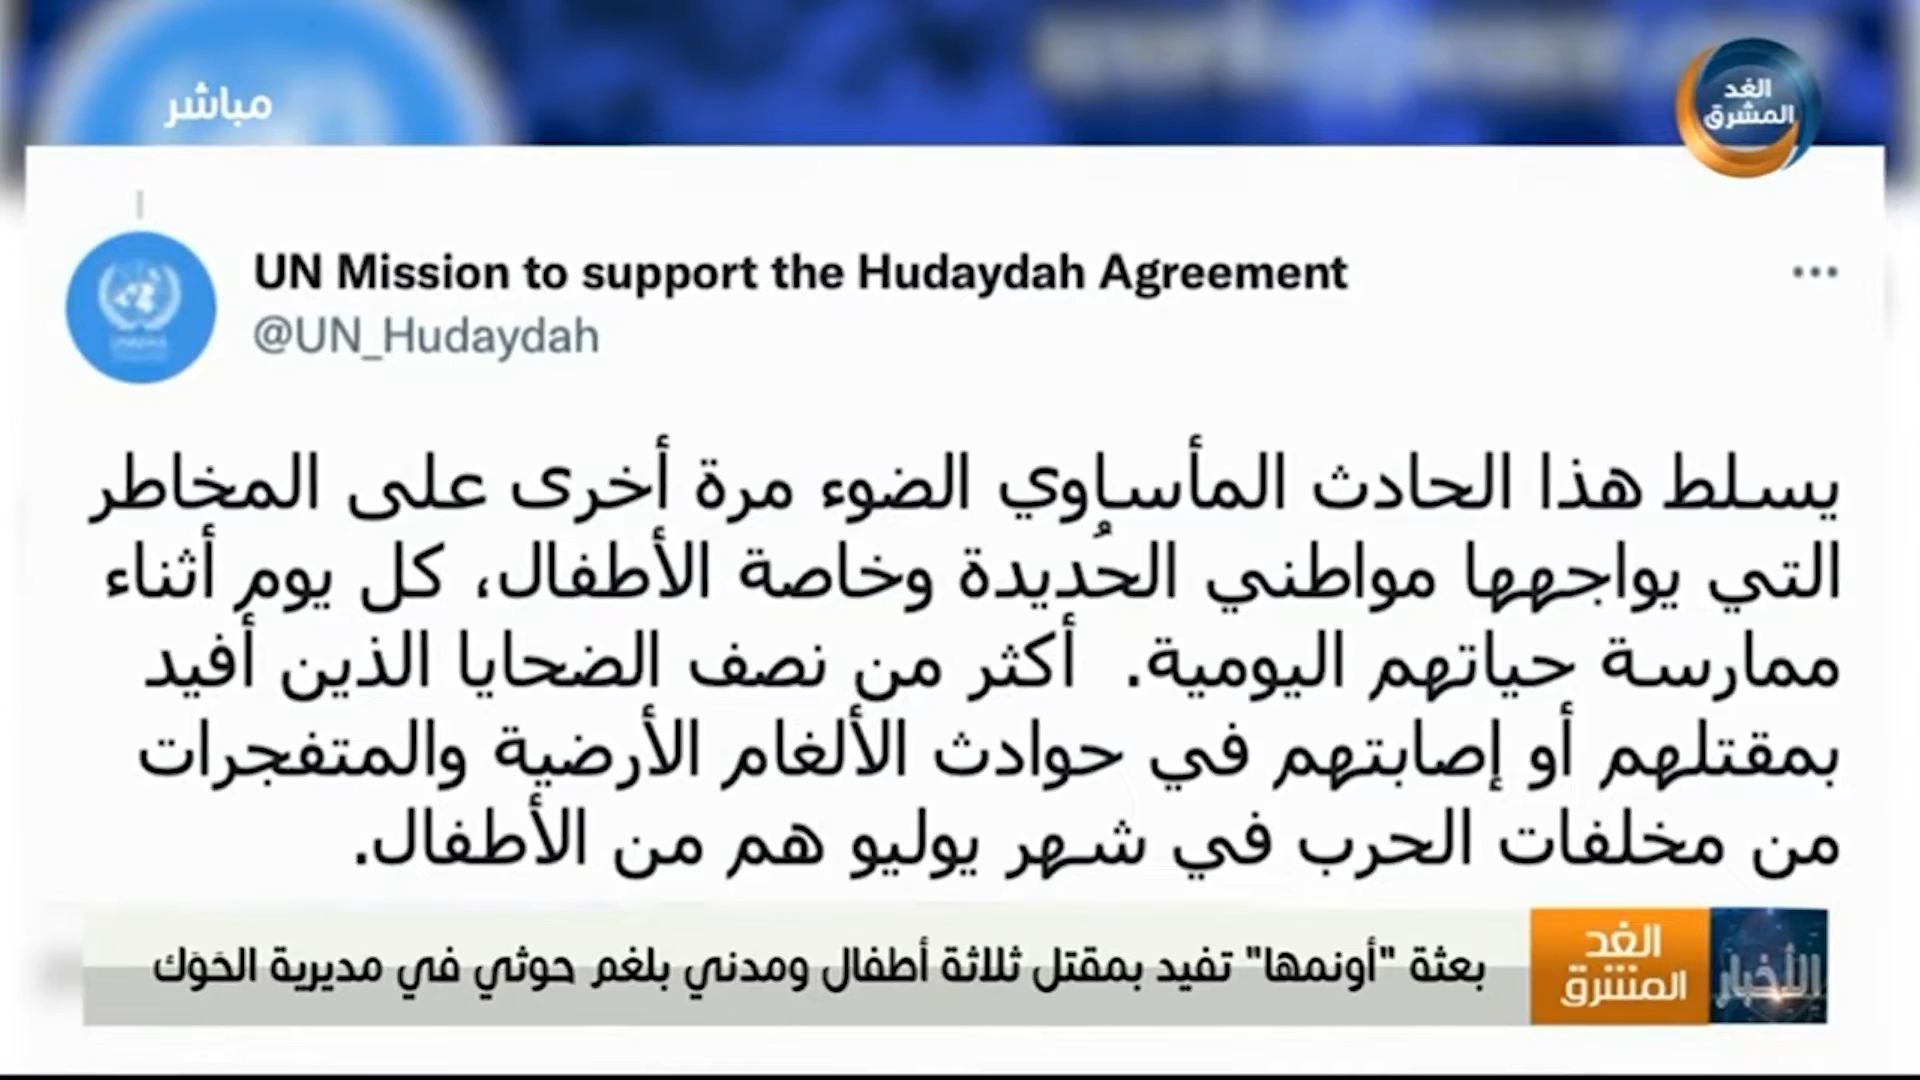 مباشر
الغد
المشرق
UN Mission to support the Hudaydah Agreement
@UN_Hudaydah
يسلط هذا الحادث المأساوي الضوء مرة أخرى على المخاطر
التي يواجهها مواطني الحُديدة وخاصة الأطفال، كل يوم أثناء
ممارسة حياتهم اليومية. أكثر من نصف الضحايا الذين أفيد
بمقتلهم أو إصابتهم في حوادث الألغام الأرضية والمتفجرات
من مخلفات الحرب في شهر يوليو هم من الأطفال.
الأخبار
الغد
المشرق
بعثة "أونمها" تفيد بمقتل ثلاثة أطفال ومدني بلغم حوثي في مديرية الحَوَك